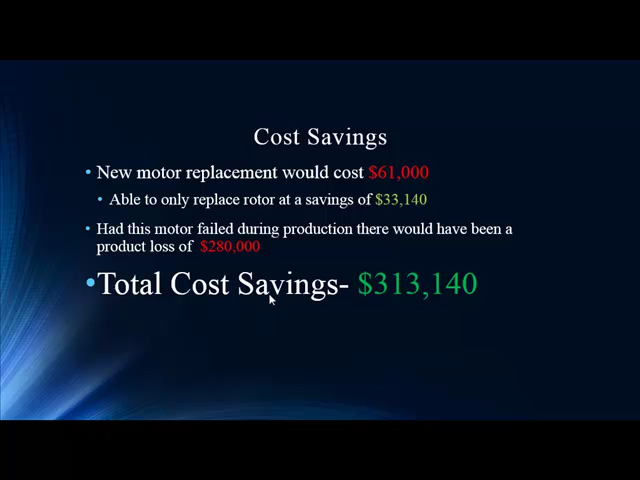 Cost Savings
• New motor replacement would cost $61,000
• Able to only replace rotor at a savings of $33,140
• Had this motor failed during production there would have been a
product loss of $280,000
•Total Cost Savings- $313,140